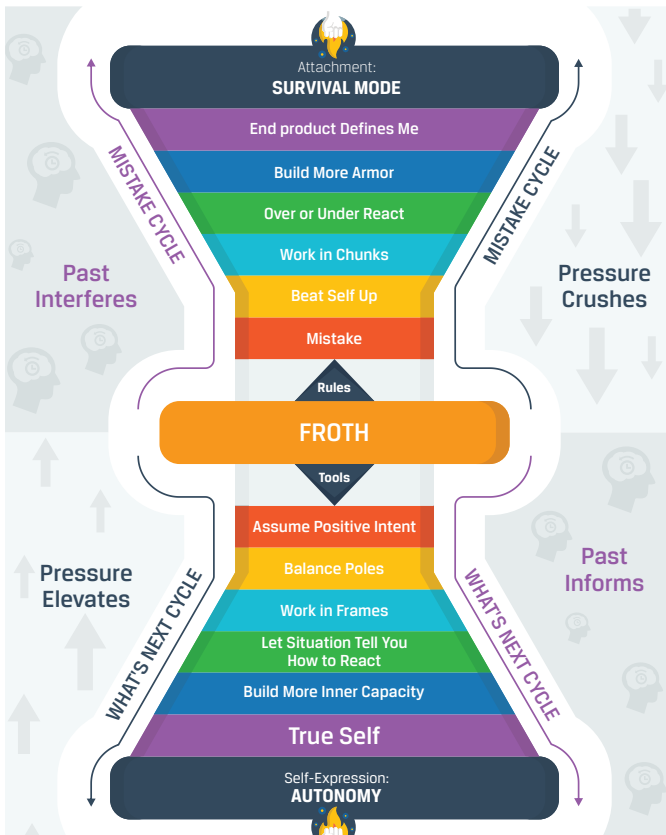 Attachment:
SURVIVAL MODE
End product Defines Me
Build More Armor
Over or Under React
Work in Chunks
Beat Self Up
Mistake
MISTAKE CYCLE
MISTAKE CYCLE
Past
Interferes
Pressure
Crushes
Rules
FROTH
Tools
Assume Positive Intent
Balance Poles
Work in Frames
Let Situation Tell You
How to React
Build More Inner Capacity
True Self
Pressure
Elevates
Past
Informs
WHAT'S NEXT CYCLE
WHAT'S NEXT CYCLE
Self-Expression:
AUTONOMY